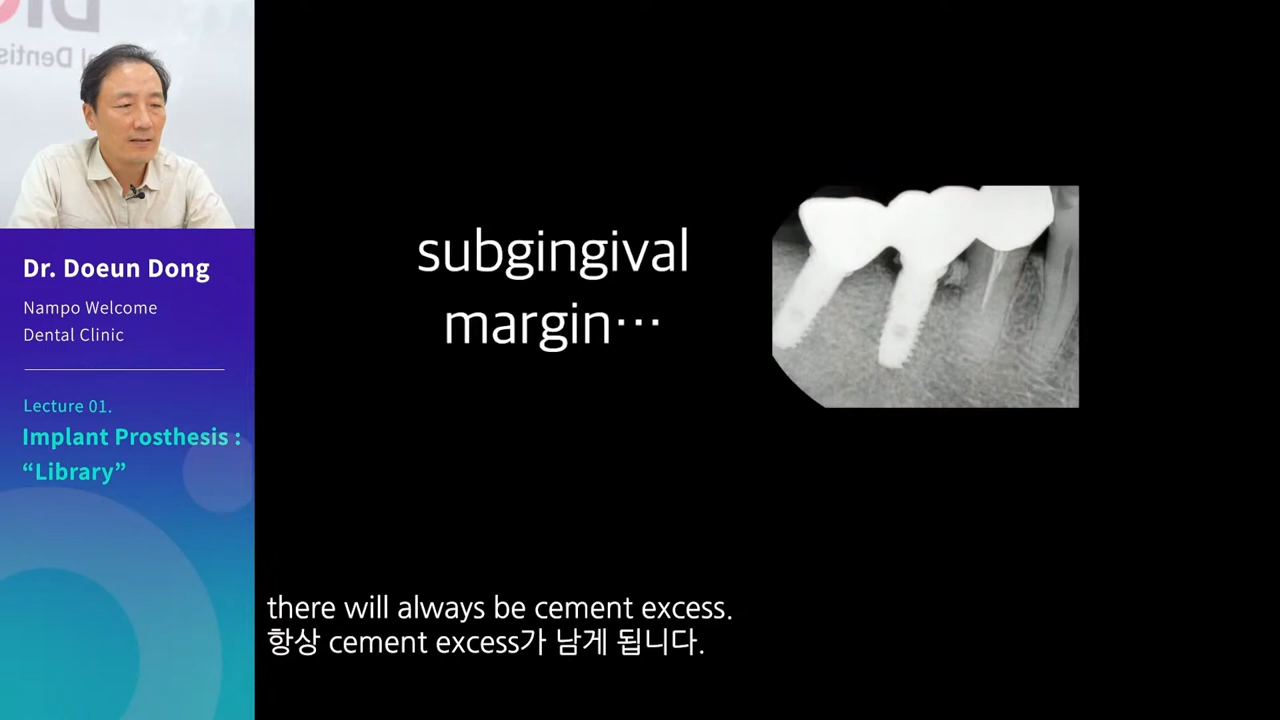 Dr. Doeun Dong
Nampo Welcome
Dental Clinic
Lecture 01.
Implant Prosthesis :
“Library”
subgingival
margin…
there will always be cement excess.
항상 cement excess가 남게 됩니다.